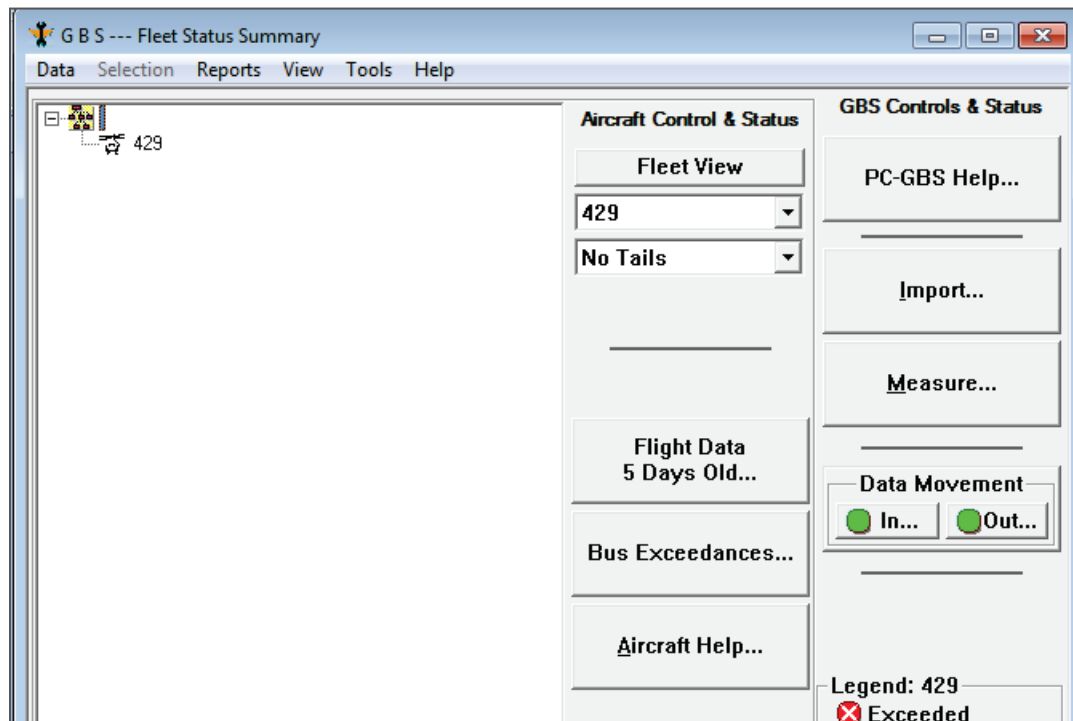 G B S --- Fleet Status Summary
Data Selection Reports View Tools Help
429
Aircraft Control & Status
Fleet View
429
No Tails
Flight Data
5 Days Old...
Bus Exceedances...
Aircraft Help...
GBS Controls & Status
PC-GBS Help...
Import...
Measure...
Data Movement
In... Out...
Legend: 429
Exceeded